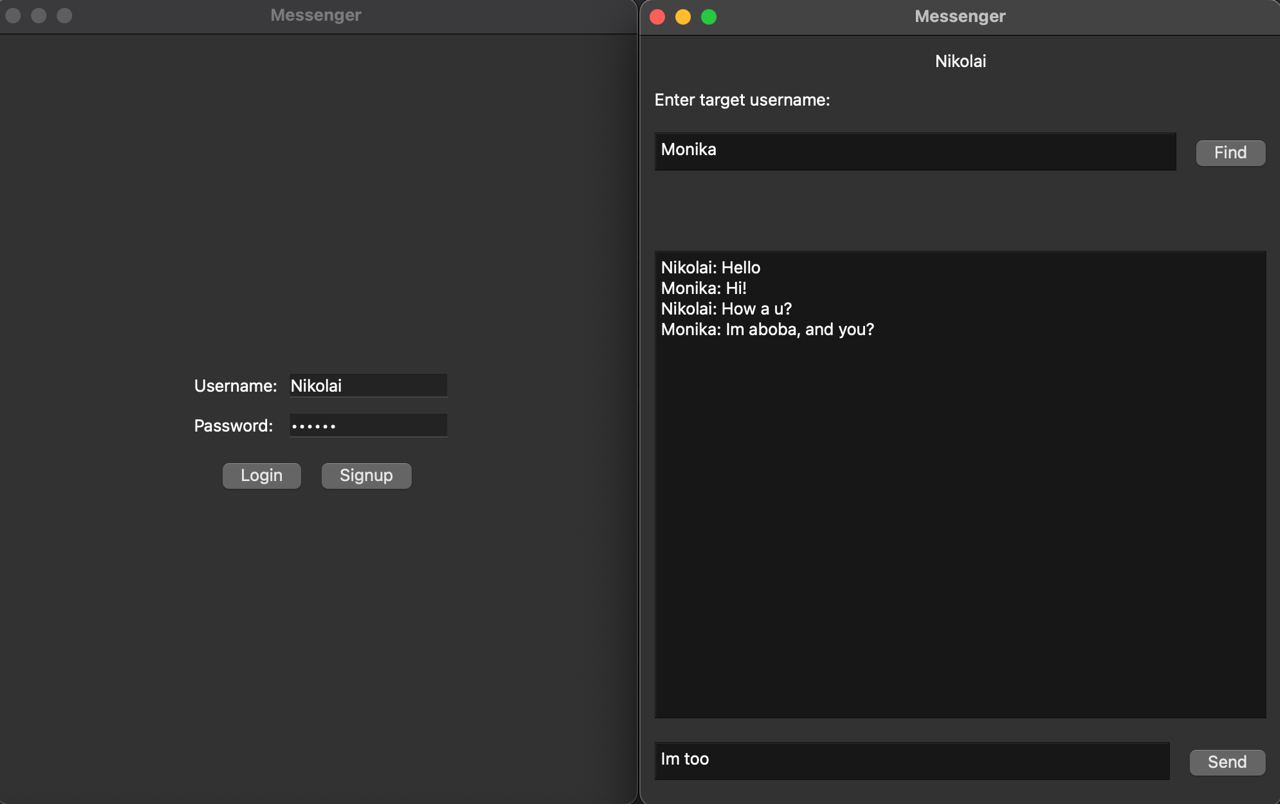 Messenger
Username: Nikolai
Password: ••••••
Login Signup
Messenger
Nikolai
Enter target username:
Monika Find
Nikolai: Hello
Monika: Hi!
Nikolai: How a u?
Monika: Im aboba, and you?
Im too Send